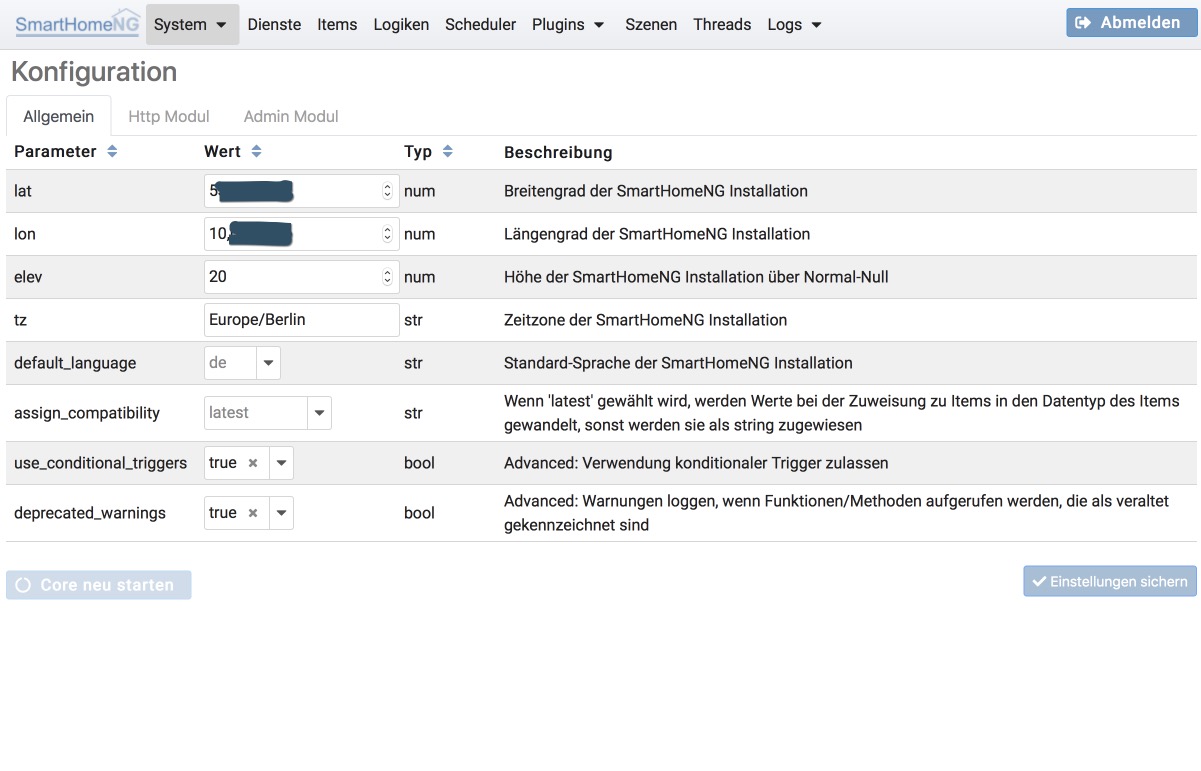 SmartHomeNG System Dienste Items Logiken Scheduler Plugins Szenen Threads Logs Abmelden
Konfiguration
Allgemein Http Modul Admin Modul
Parameter Wert Typ Beschreibung
lat 5 num Breitengrad der SmartHomeNG Installation
lon 10, num Längengrad der SmartHomeNG Installation
elev 20 num Höhe der SmartHomeNG Installation über Normal-Null
tz Europe/Berlin str Zeitzone der SmartHomeNG Installation
default_language de str Standard-Sprache der SmartHomeNG Installation
assign_compatibility latest str Wenn 'latest' gewählt wird, werden Werte bei der Zuweisung zu Items in den Datentyp des Items
gewandelt, sonst werden sie als string zugewiesen
use_conditional_triggers true × bool Advanced: Verwendung konditionaler Trigger zulassen
deprecated_warnings true × bool Advanced: Warnungen loggen, wenn Funktionen/Methoden aufgerufen werden, die als veraltet
gekennzeichnet sind
Core neu starten Einstellungen sichern